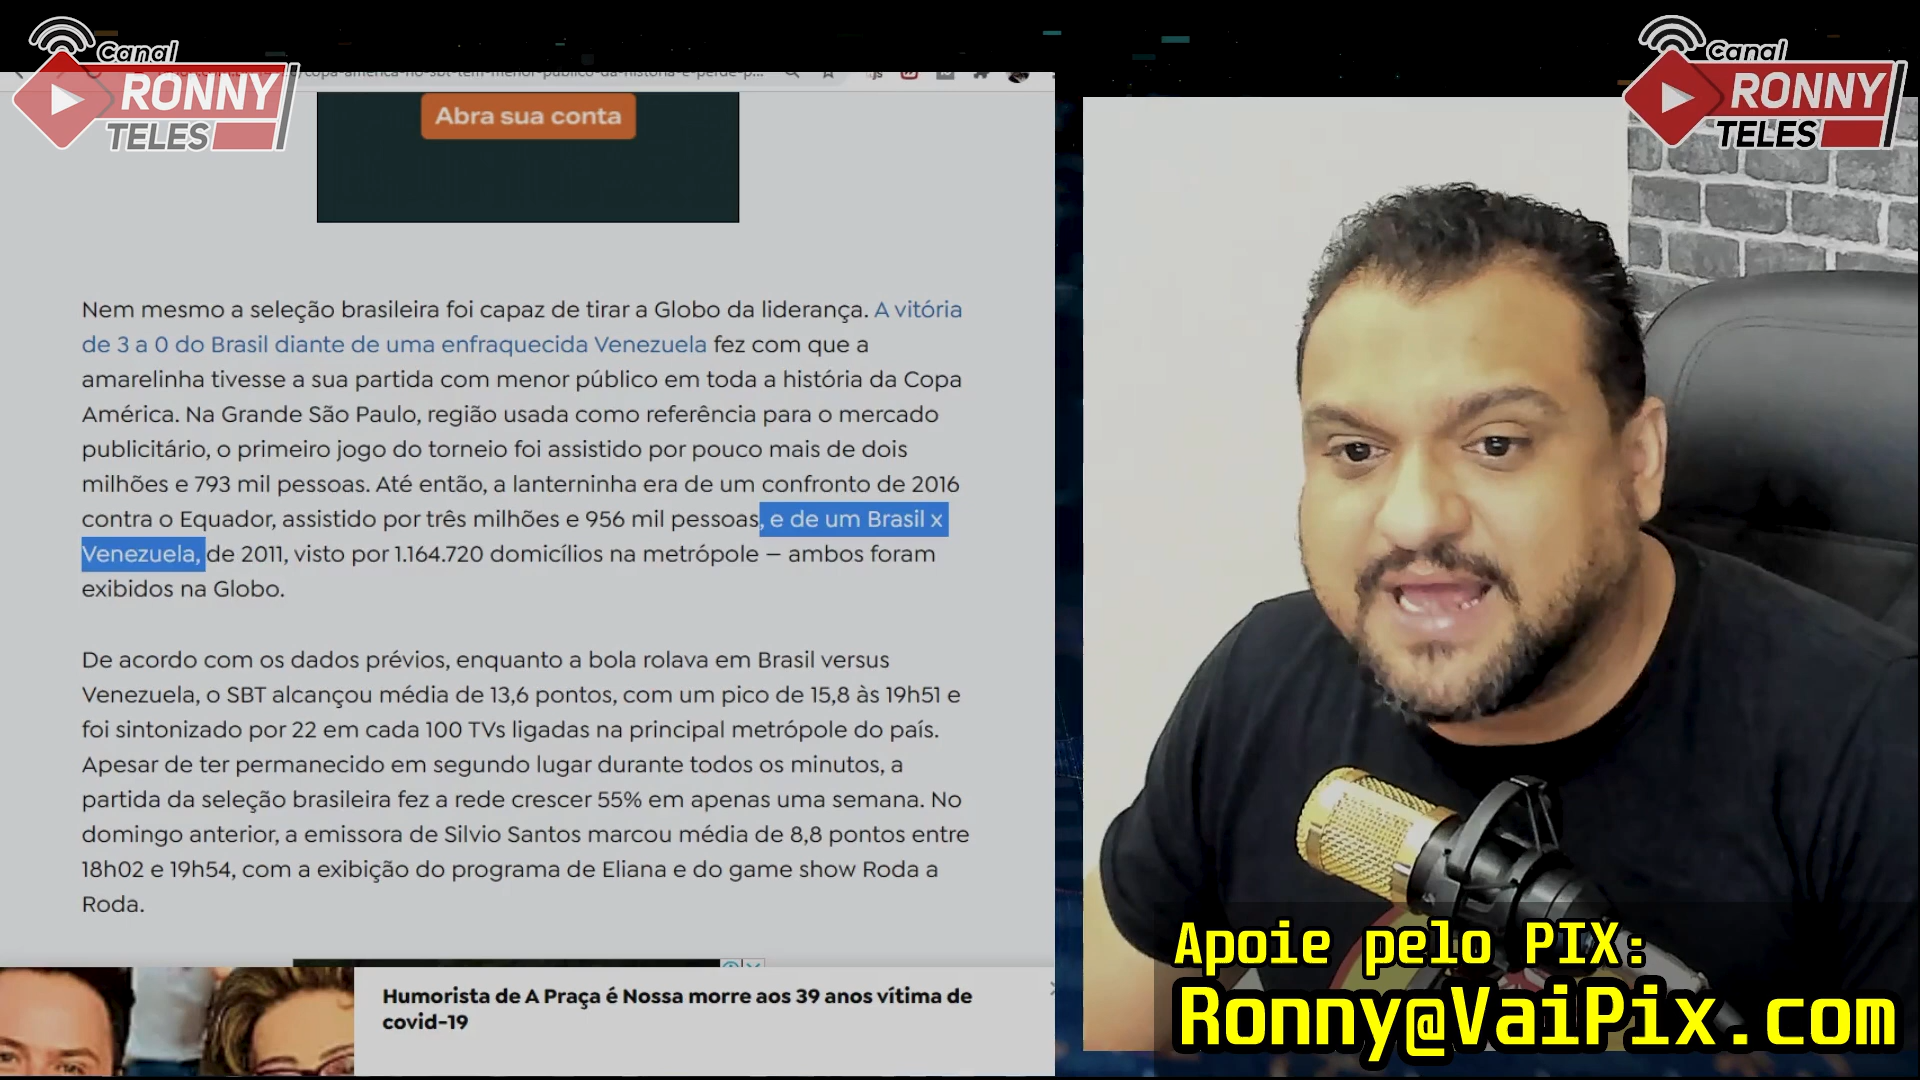 Canal
RONNY
TELES
Canal
RONNY
TELES
/copa-america-no-sbt-tem-menor-publico-da-historia-e-perde-p...
Abra sua conta
Nem mesmo a seleção brasileira foi capaz de tirar a Globo da liderança. A vitória
de 3 a 0 do Brasil diante de uma enfraquecida Venezuela fez com que a
amarelinha tivesse a sua partida com menor público em toda a história da Copa
América. Na Grande São Paulo, região usada como referência para o mercado
publicitário, o primeiro jogo do torneio foi assistido por pouco mais de dois
milhões e 793 mil pessoas. Até então, a lanterninha era de um confronto de 2016
contra o Equador, assistido por três milhões e 956 mil pessoas, e de um Brasil x
Venezuela, de 2011, visto por 1.164.720 domicílios na metrópole — ambos foram
exibidos na Globo.
De acordo com os dados prévios, enquanto a bola rolava em Brasil versus
Venezuela, o SBT alcançou média de 13,6 pontos, com um pico de 15,8 às 19h51 e
foi sintonizado por 22 em cada 100 TVs ligadas na principal metrópole do país.
Apesar de ter permanecido em segundo lugar durante todos os minutos, a
partida da seleção brasileira fez a rede crescer 55% em apenas uma semana. No
domingo anterior, a emissora de Silvio Santos marcou média de 8,8 pontos entre
18h02 e 19h54, com a exibição do programa de Eliana e do game show Roda a
Roda.
Humorista de A Praça é Nossa morre aos 39 anos vítima de
covid-19
Apoie pelo PIX:
Ronny@VaiPix.com